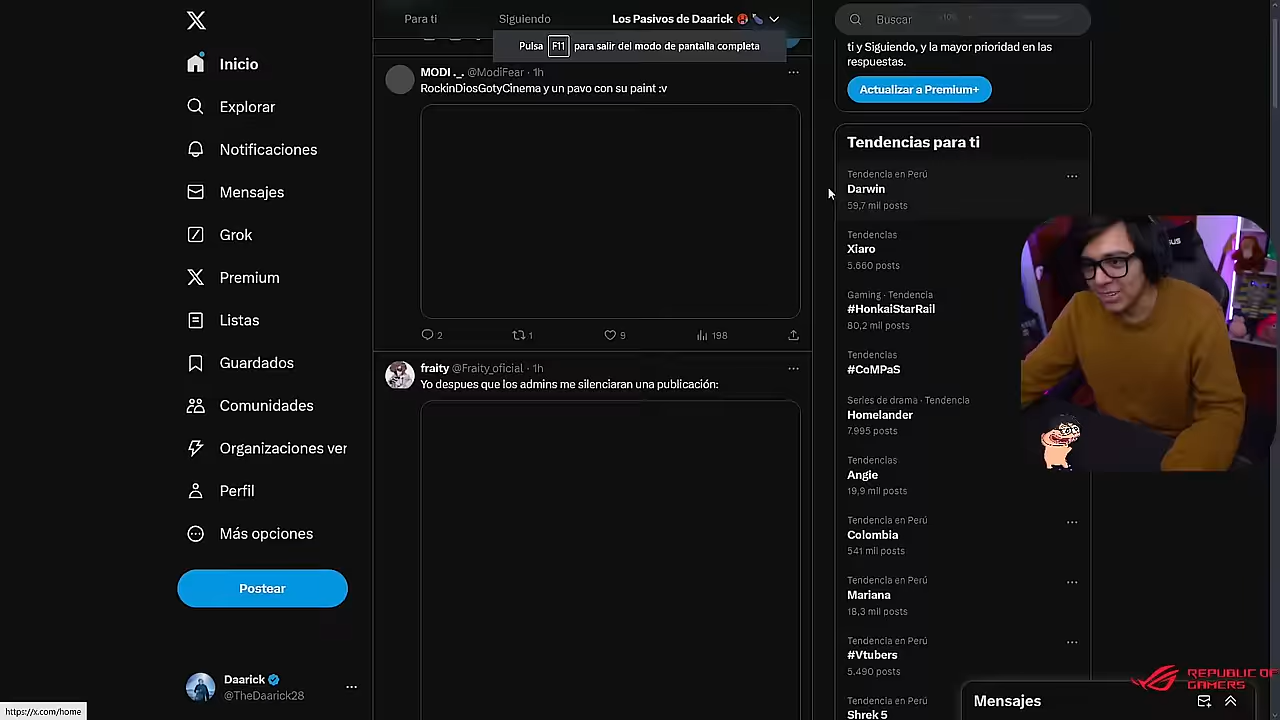 Inicio
Explorar
Notificaciones
Mensajes
Grok
Premium
Listas
Guardados
Comunidades
Organizaciones ver
Perfil
Más opciones
Postear
Daarick
@TheDaarick28
https://x.com/home
Para ti
Siguiendo
Los Pasivos de Daarick
Pulsa F11 para salir del modo de pantalla completa
MODI ._. @ModiFear · 1h
RockinDiosGotyCinema y un pavo con su paint :v
2
1
9
198
fraity @Fraity_oficial · 1h
Yo despues que los admins me silenciaran una publicación:
Buscar
ti y Siguiendo, y la mayor prioridad en las
respuestas.
Actualizar a Premium+
Tendencias para ti
Tendencia en Perú
Darwin
59,7 mil posts
Tendencias
Xiaro
5.660 posts
Gaming · Tendencia
#HonkaiStarRail
80,2 mil posts
Tendencias
#CoMPaS
Series de drama · Tendencia
Homelander
7.995 posts
Tendencias
Angie
19,9 mil posts
Tendencia en Perú
Colombia
541 mil posts
Tendencia en Perú
Mariana
18,3 mil posts
Tendencia en Perú
#Vtubers
5.490 posts
Tendencia en Perú
Shrek 5
Mensajes
REPUBLIC OF
GAMERS